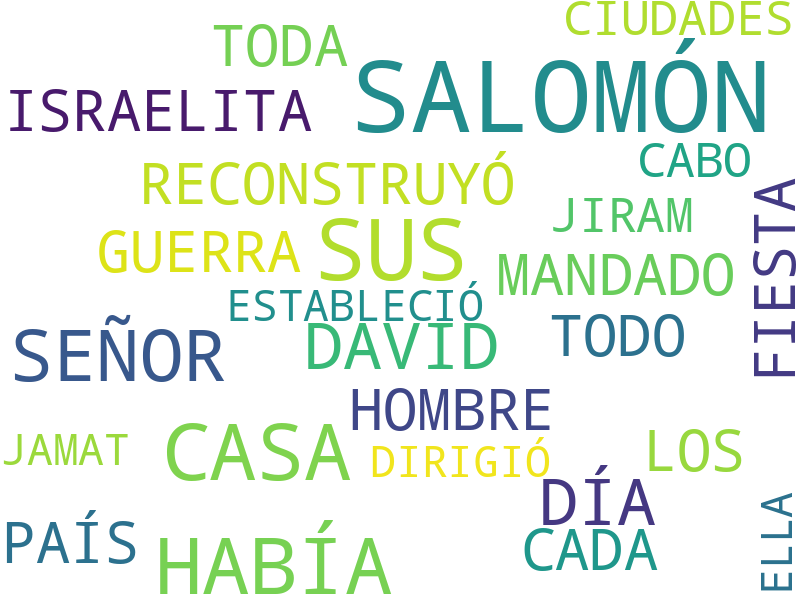 CIUDADES
TODA
SALOMÓN
ISRAELITA
CABO
RECONSTRUYÓ
FIESTA
JIRAM
SUS
GUERRA
MANDADO
ESTABLECIÓ
TODO
DAVID
SEÑOR
HOMBRE
CASA
LOS
JAMAT
DIRIGIÓ
DÍA
ELLA
PAÍS
CADA
HABÍA